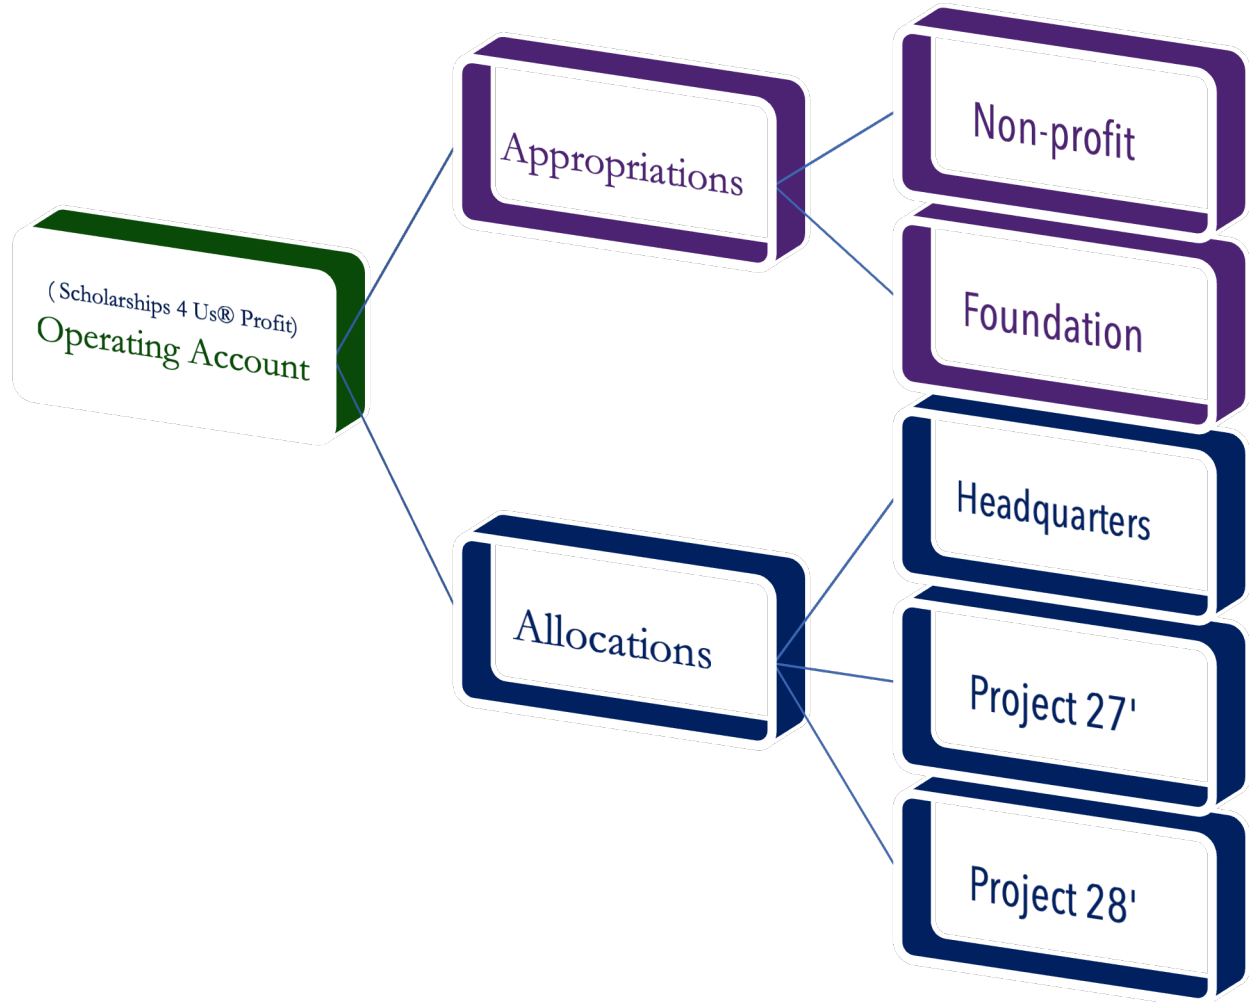 ( Scholarships 4 Us® Profit)
Operating Account
Appropriations
Non-profit
Foundation
Allocations
Headquarters
Project 27'
Project 28'